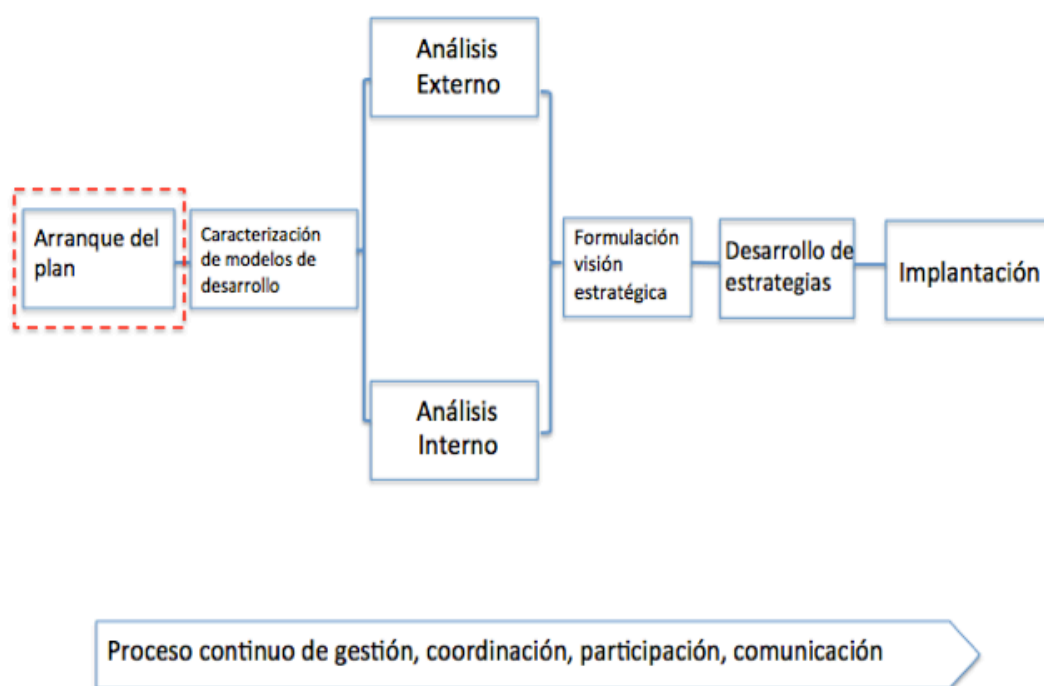 Análisis
Externo
Arranque del
plan
Caracterización
de modelos de
desarrollo
Formulación
visión
estratégica
Desarrollo de
estrategias
Implantación
Análisis
Interno
Proceso continuo de gestión, coordinación, participación, comunicación